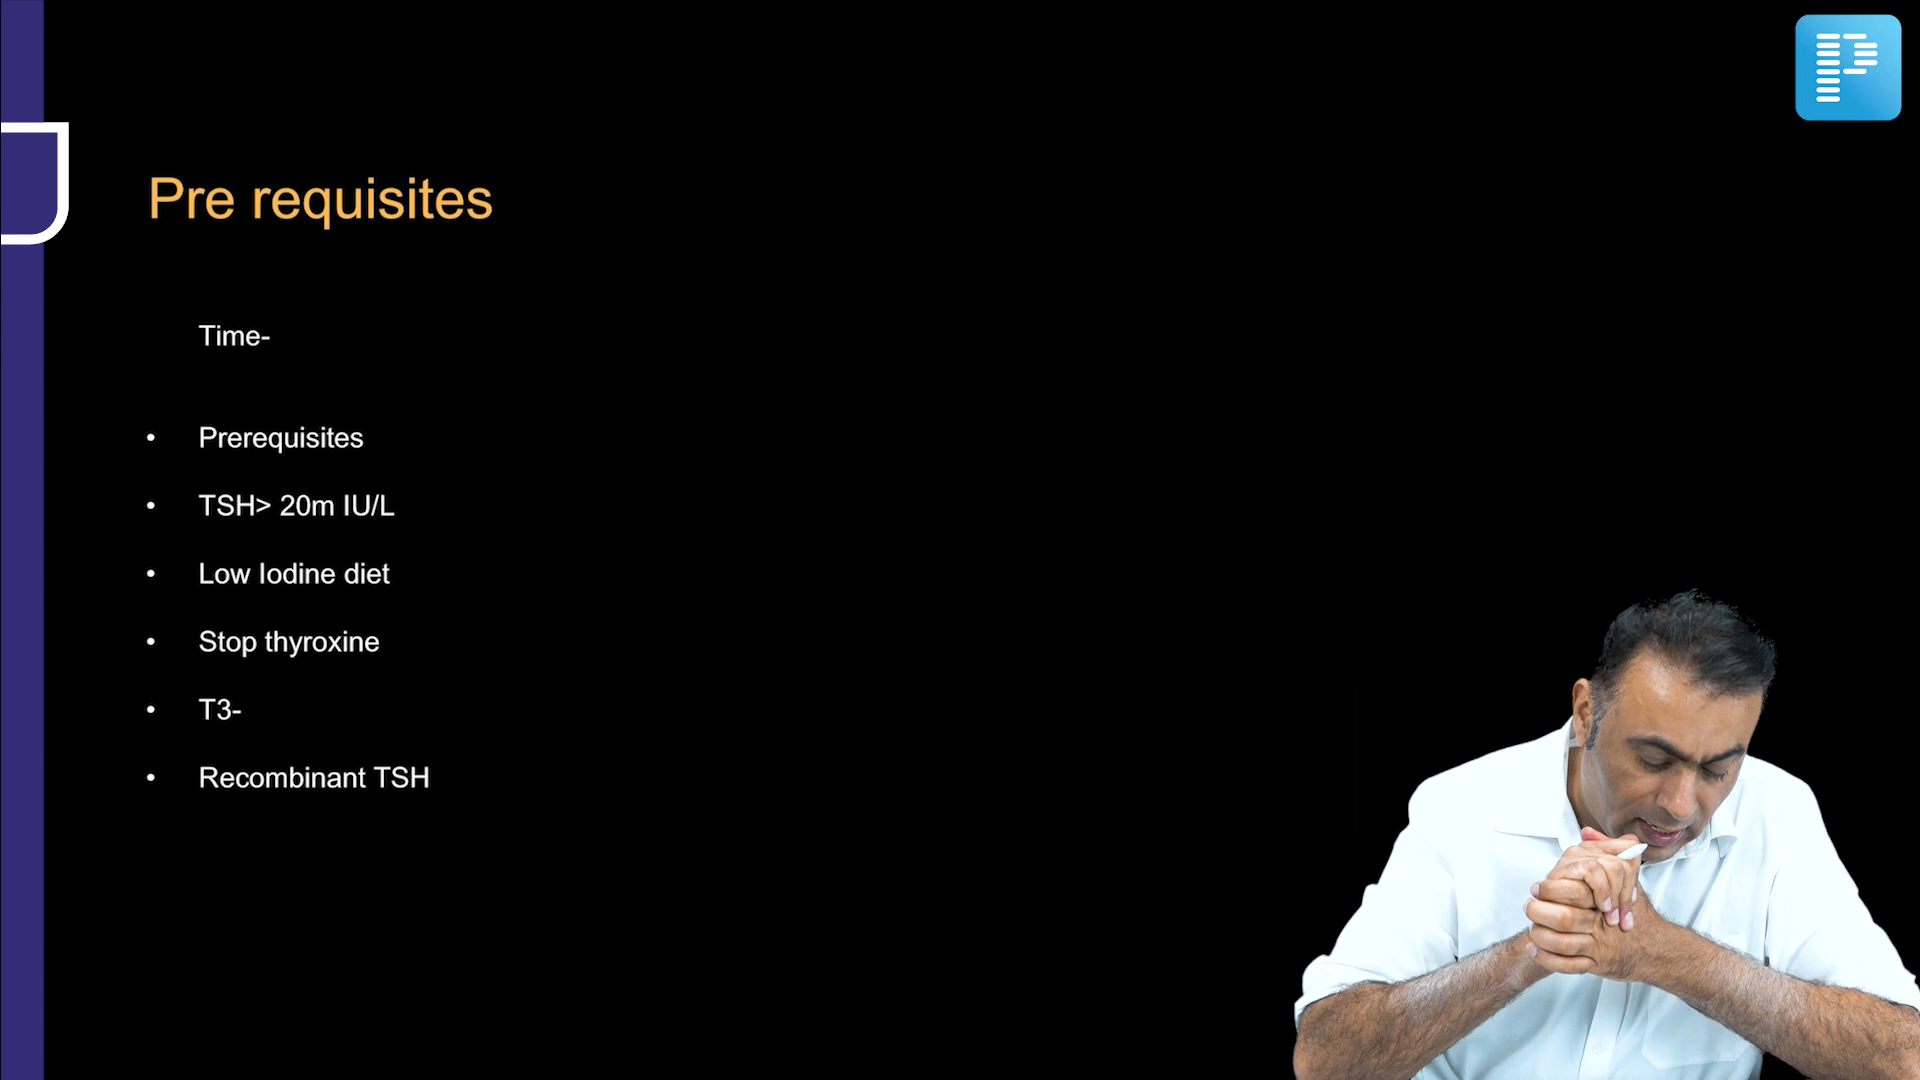 Pre requisites
Time-
• Prerequisites
• TSH> 20m IU/L
• Low Iodine diet
• Stop thyroxine
• T3-
• Recombinant TSH